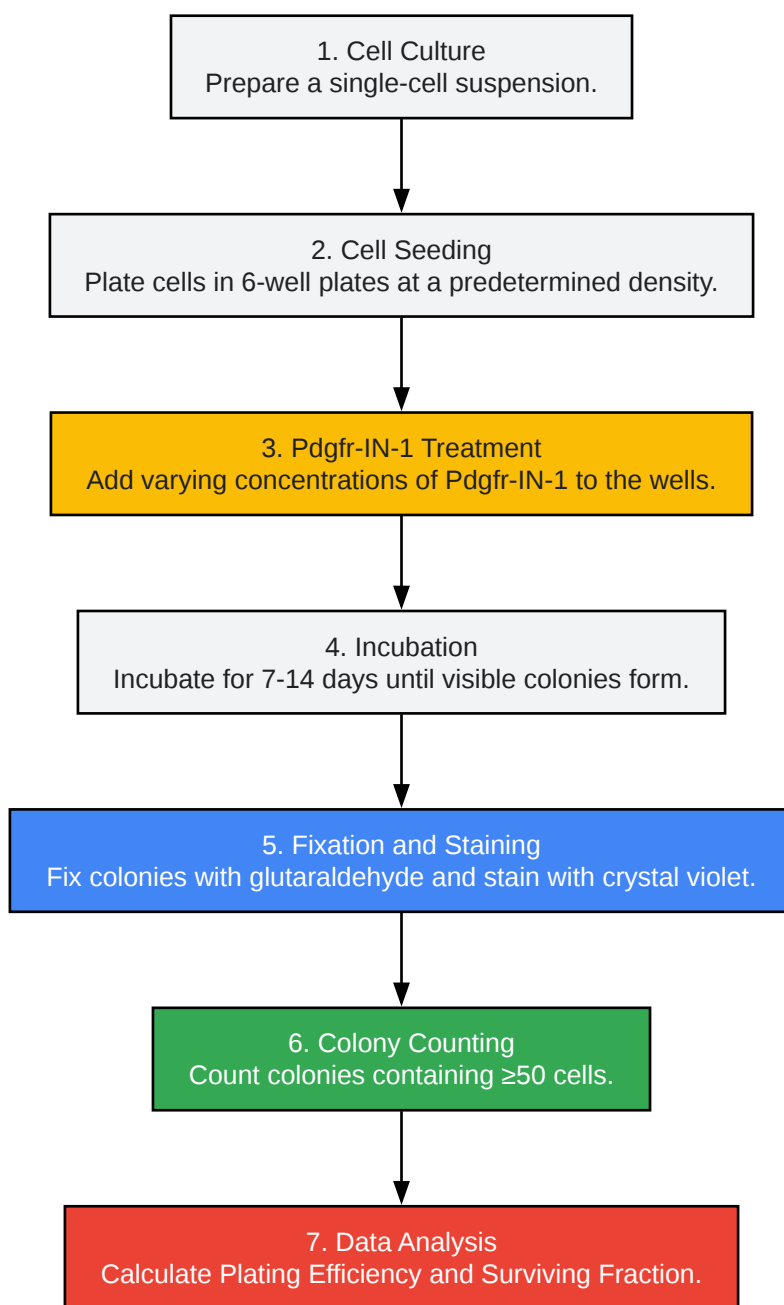 1. Cell Culture
Prepare a single-cell suspension.
2. Cell Seeding
Plate cells in 6-well plates at a predetermined density.
3. Pdgfr-IN-1 Treatment
Add varying concentrations of Pdgfr-IN-1 to the wells.
4. Incubation
Incubate for 7-14 days until visible colonies form.
5. Fixation and Staining
Fix colonies with glutaraldehyde and stain with crystal violet.
6. Colony Counting
Count colonies containing ≥50 cells.
7. Data Analysis
Calculate Plating Efficiency and Surviving Fraction.